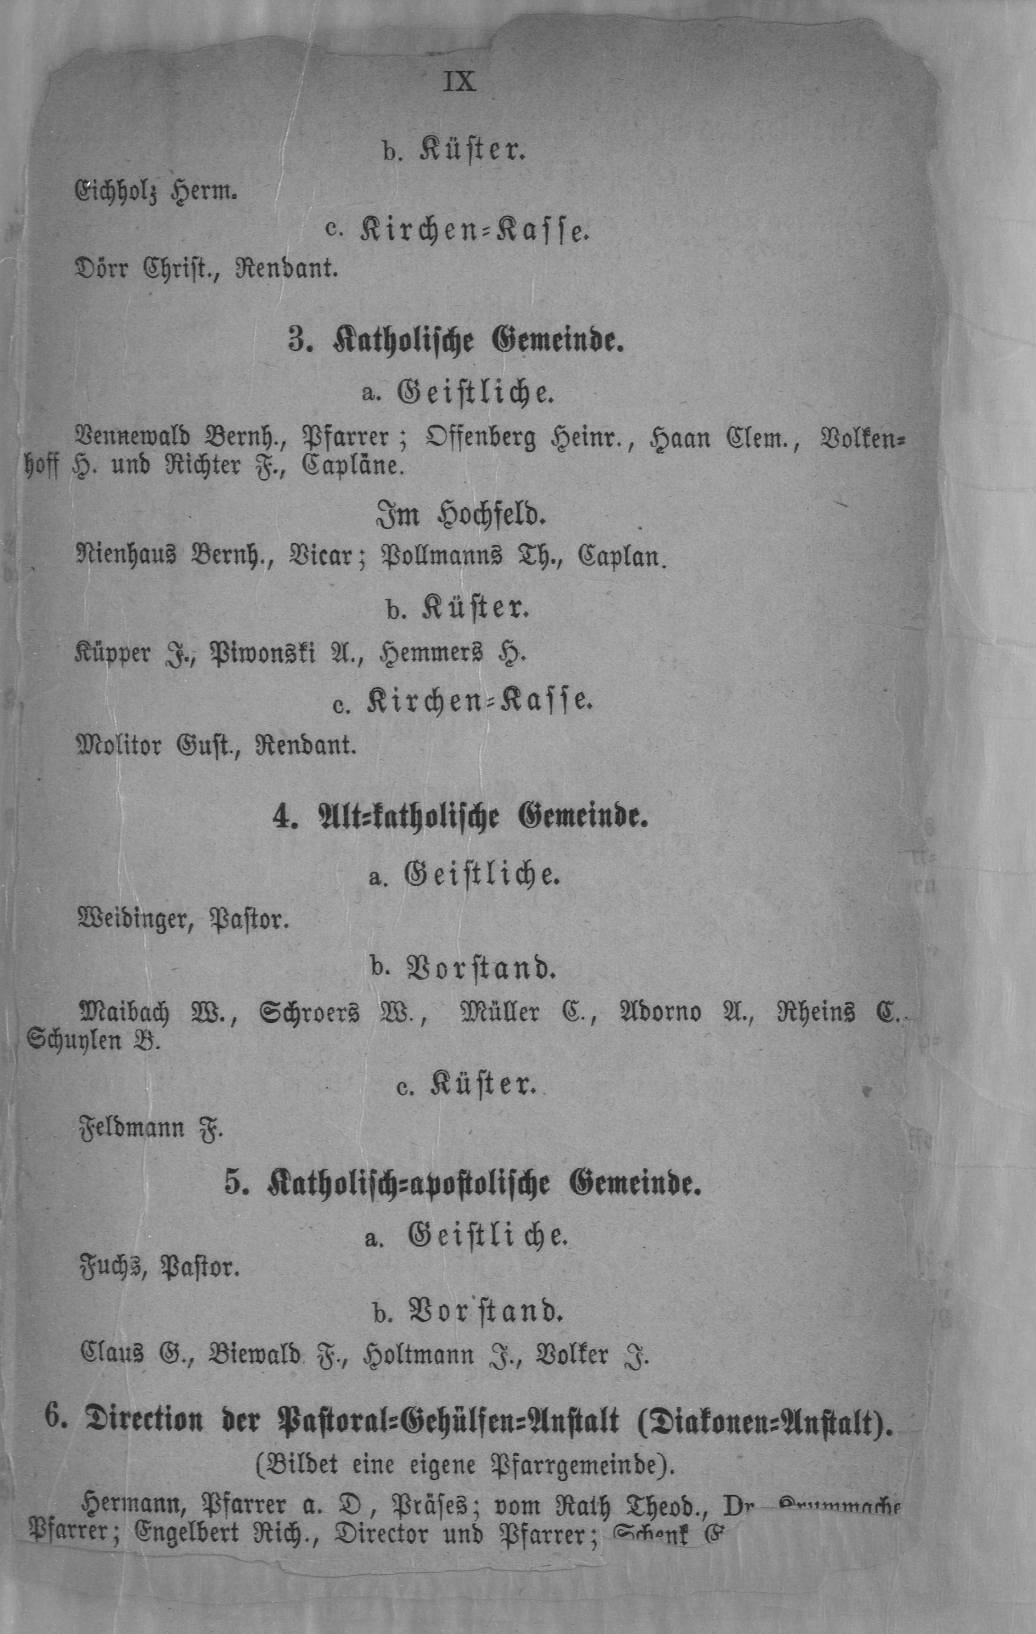 IX
b. Küster.
Eichholz Herm.
c. Kirchen-Kasse.
Dörr Christ., Rendant.
3. Katholische Gemeinde.
a. Geistliche.
Vennewald Bernh., Pfarrer; Offenberg Heinr., Haan Clem., Volken-
hoff H. und Richter F., Capläne.
Im Hochfeld.
Nienhaus Bernh., Vicar; Pollmanns Th., Caplan.
b. Küster.
Küpper J., Piwonski A., Hemmers H.
c. Kirchen-Kasse.
Molitor Gust., Rendant.
4. Alt-katholische Gemeinde.
a. Geistliche.
Weidinger, Pastor.
b. Vorstand.
Maibach W., Schroers W., Müller C., Adorno A., Rheins C.
Schuylen B.
c. Küster.
Feldmann F.
5. Katholisch-apostolische Gemeinde.
a. Geistliche.
Fuchs, Pastor.
b. Vorstand.
Claus G., Biewald F., Holtmann J., Volker J.
6. Direction der Pastoral-Gehülfen-Anstalt (Diakonen-Anstalt).
(Bildet eine eigene Pfarrgemeinde).
Hermann, Pfarrer a. D, Präses; vom Rath Theod., Dr
Pfarrer; Engelbert Rich., Director und Pfarrer; Schenk